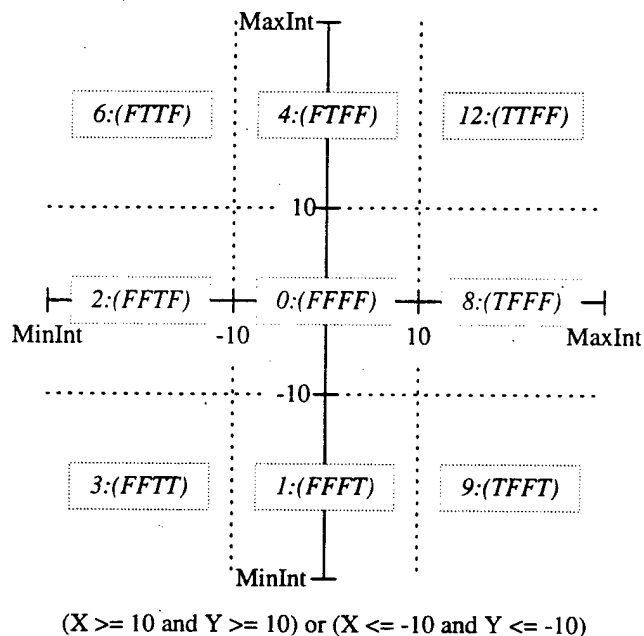 MaxInt
6:(FTTF) 4:(FTFF) 12:(TTFF)
10
2:(FFTF) 0:(FFFF) 8:(TFFF)
MinInt -10 10 MaxInt
-10
3:(FFTT) 1:(FFFT) 9:(TFFT)
MinInt
(X >= 10 and Y >= 10) or (X <= -10 and Y <= -10)